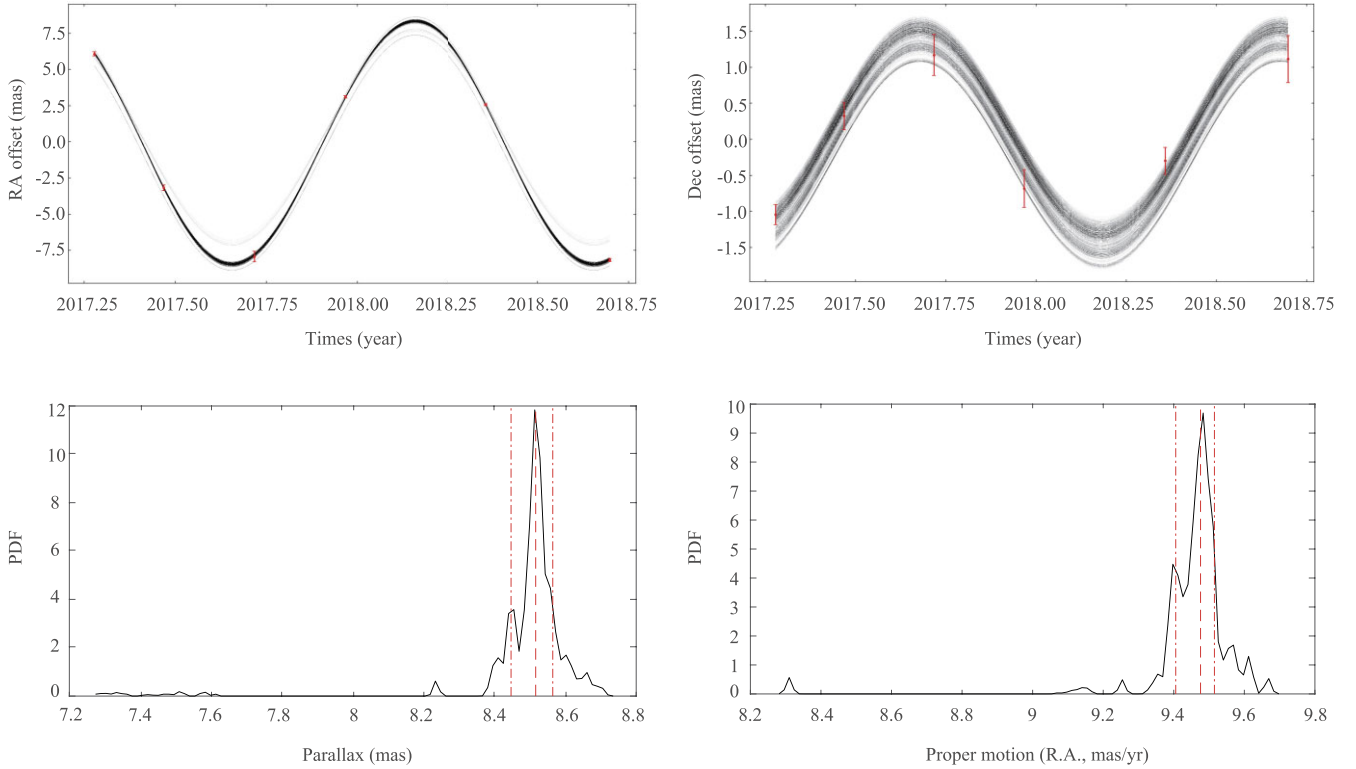 7.5
5.0
2.5
0.0
-2.5
-5.0
-7.5
RA offset (mas)
2017.25 2017.50 2017.75 2018.00 2018.25 2018.50 2018.75
Times (year)
1.5
1.0
0.5
0.0
-0.5
-1.0
-1.5
Dec offset (mas)
2017.25 2017.50 2017.75 2018.00 2018.25 2018.50 2018.75
Times (year)
12
10
8
6
4
2
0
PDF
7.2 7.4 7.6 8 8.2 8.4 8.6 8.8
Parallax (mas)
10
9
8
7
6
5
4
3
2
1
0
PDF
8.2 8.4 8.6 8.8 9 9.2 9.4 9.6 9.8
Proper motion (R.A., mas/yr)